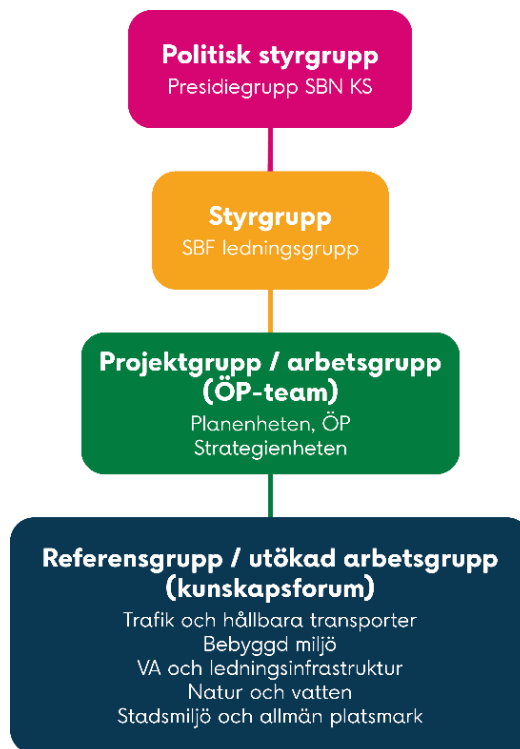 Politisk styrgrupp
Presidiegrupp SBN KS
Styrgrupp
SBF ledningsgrupp
Projektgrupp / arbetsgrupp
(ÖP-team)
Planenheten, ÖP
Strategienheten
Referensgrupp / utökad arbetsgrupp
(kunskapsforum)
Trafik och hållbara transporter
Bebyggd miljö
VA och ledningsinfrastruktur
Natur och vatten
Stadsmiljö och allmän platsmark